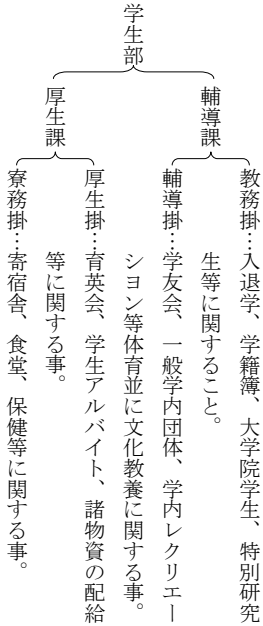 学生部
輔導課
教務掛…入退学、学籍簿、大学院学生、特別研究
生等に関すること。
輔導掛…学友会、一般学内団体、学内レクリエー
ション等体育並に文化教養に関する事。
厚生課
厚生掛…育英会、学生アルバイト、諸物資の配給
等に関する事。
寮務掛…寄宿舎、食堂、保健等に関する事。